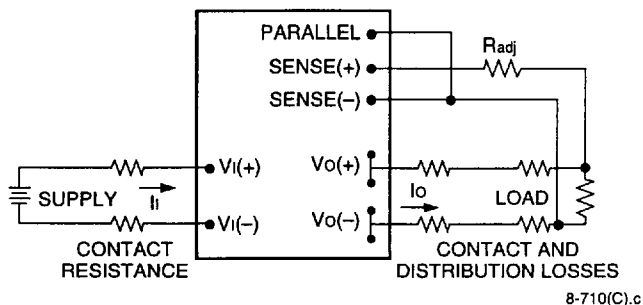 PARALLEL
Radj
SENSE(+)
SENSE(–)
VI(+)
VO(+)
SUPPLY
II
IO
LOAD
VI(–)
VO(–)
CONTACT
RESISTANCE
CONTACT AND
DISTRIBUTION LOSSES
8-710(C).c